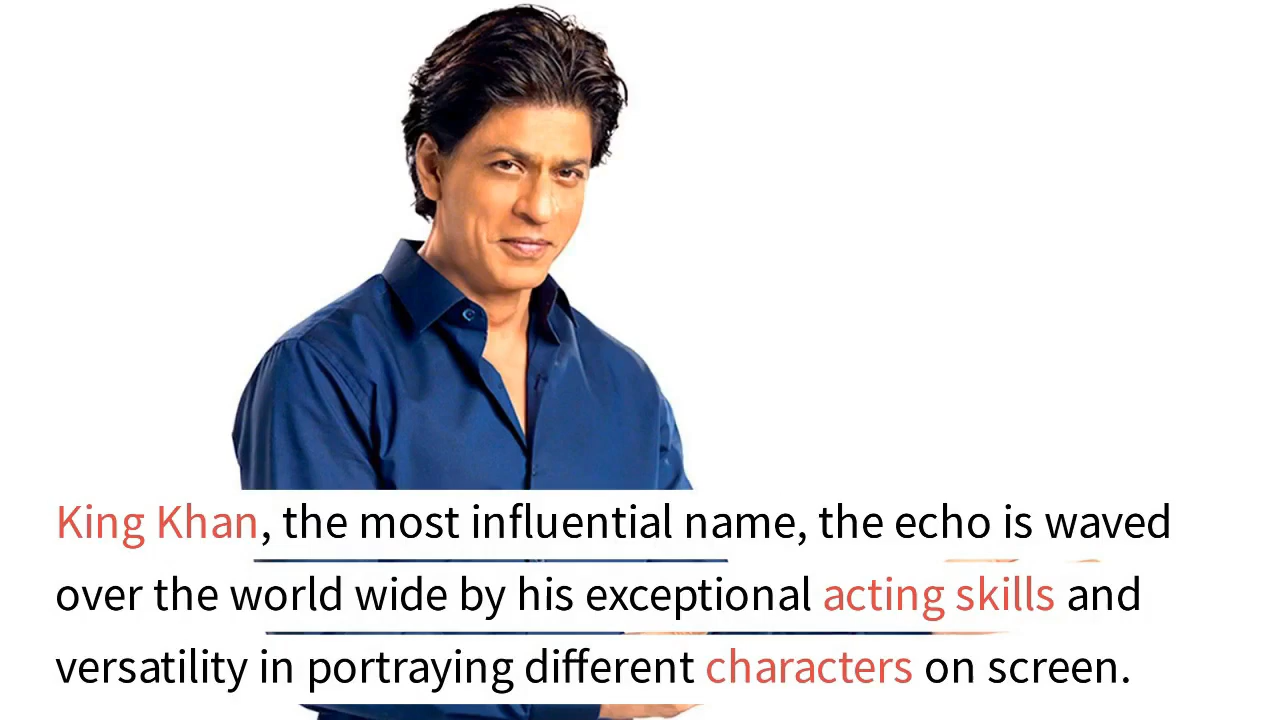 King Khan, the most influential name, the echo is waved
over the world wide by his exceptional acting skills and
versatility in portraying different characters on screen.